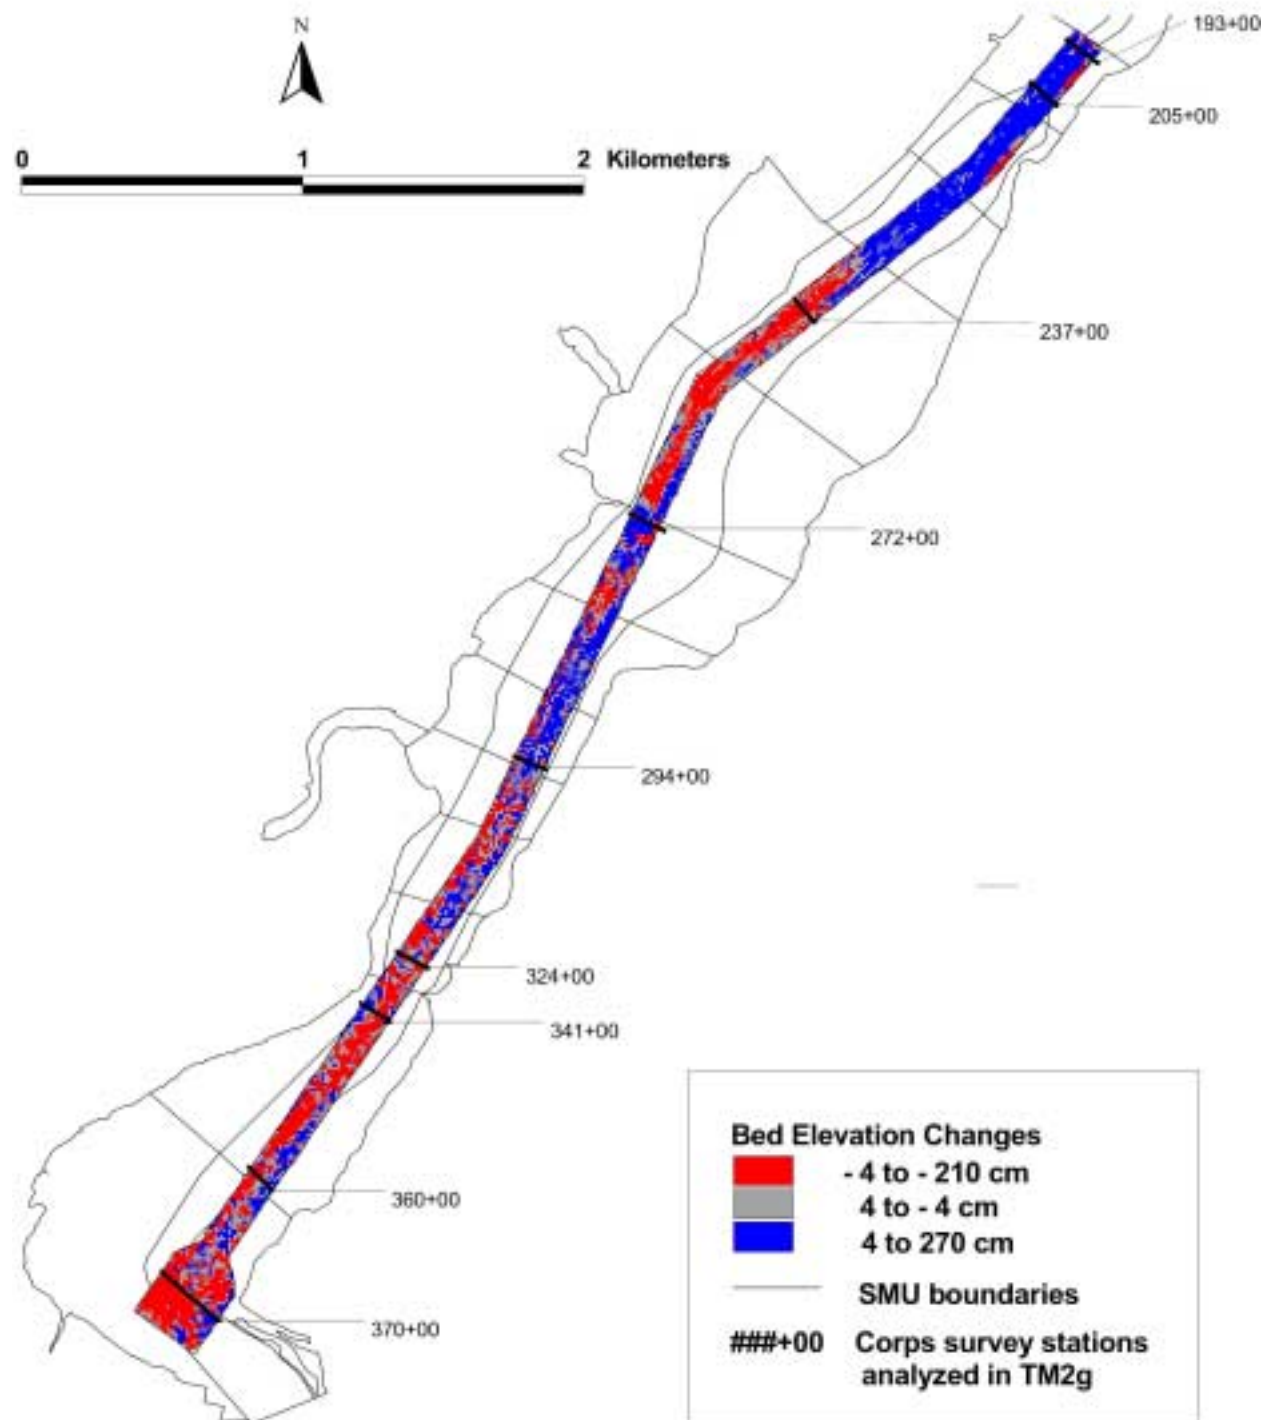 N
193+00
205+00
0 1 2 Kilometers
237+00
272+00
294+00
324+00
341+00
360+00
370+00
Bed Elevation Changes
- 4 to - 210 cm
4 to - 4 cm
4 to 270 cm
SMU boundaries
###+00 Corps survey stations
analyzed in TM2g